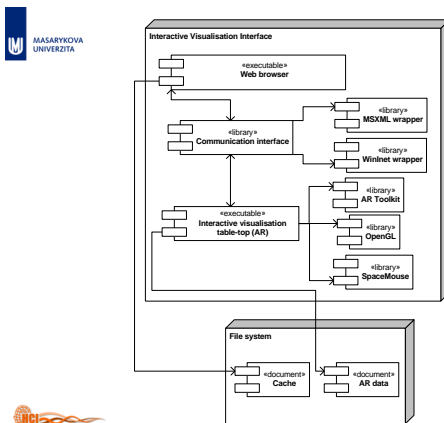 MASARYKOVA
UNIVERZITA
Interactive Visualisation Interface
«executable»
Web browser
«library»
MSXML wrapper
«library»
Communication interface
«library»
WinInet wrapper
«library»
AR Toolkit
«executable»
Interactive visualisation
table-top (AR)
«library»
OpenGL
«library»
SpaceMouse
File system
«document»
Cache
«document»
AR data
HCI